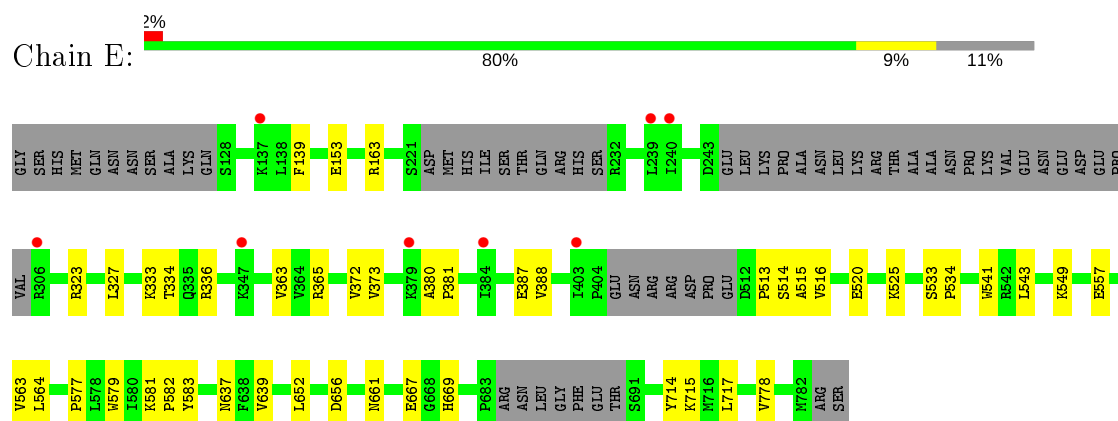 2%
Chain E:
80% 9% 11%
GLY SER HIS MET GLN ASN ASN SER ALA LYS GLN S128 K137 L138 F139 E153 R163 S221 ASP MET HIS ILE SER THR GLN ARG HIS SER R232 L239 I240 D243 GLU LEU LYS PRO ALA ASN LEU LYS ARG THR ALA ALA ASN PRO LYS VAL GLU ASN GLU ASP GLU PRO
VAL R306 R323 L327 K333 T334 Q335 R336 K347 V363 V364 R365 V372 V373 K379 A380 P381 I384 E387 V388 I403 P404 GLU ASN ARG ARG ASP PRO GLU D512 P513 S514 A515 V516 E520 K525 S533 P534 W541 R542 L543 K549 E557
V563 L564 P577 L578 W579 I580 K581 P582 Y583 N637 F638 V639 L652 D656 N661 E667 G668 H669 P683 ARG ASN LEU GLY PHE GLU THR S691 Y714 K715 M716 L717 V778 M782 ARG SER